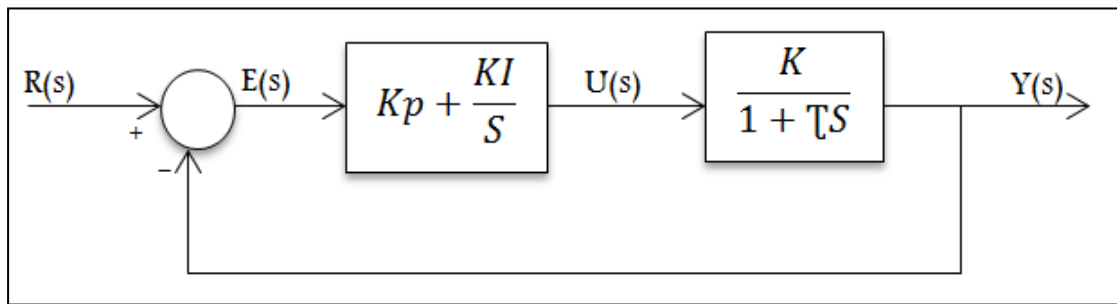 R(s)
+
−
E(s)
Kp + KI/S
U(s)
K/1 + ƮS
Y(s)